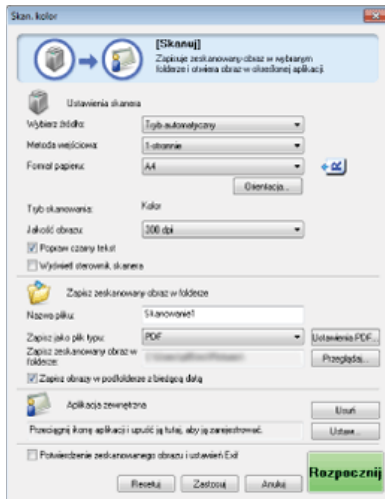 Skan. kolor
[Skanuj]
Zapisuje zeskanowany obraz w wybranym
folderze i otwiera obraz w określonej aplikacji.
Ustawienia skanera
Wybierz źródło: Tryb automatyczny
Metoda wejściowa: 1-stronnie
Format papieru: A4
Orientacja...
Tryb skanowania: Kolor
Jakość obrazu: 300 dpi
Popraw czarny tekst
Wyświetl sterownik skanera
Zapisz zeskanowany obraz w folderze
Nazwa pliku: Skanowanie1
Zapisz jako plik typu: PDF Ustawienia PDF...
Zapisz zeskanowany obraz w
folderze: Przeglądaj...
Zapisz obrazy w podfolderze z bieżącą datą
Aplikacja zewnętrzna Usuń
Przeciągnij ikonę aplikacji i upuść ją tutaj, aby ją zarejestrować. Ustaw...
Potwierdzenie zeskanowanego obrazu i ustawień Exif
Rozpocznij
Resetuj Zastosuj Anuluj